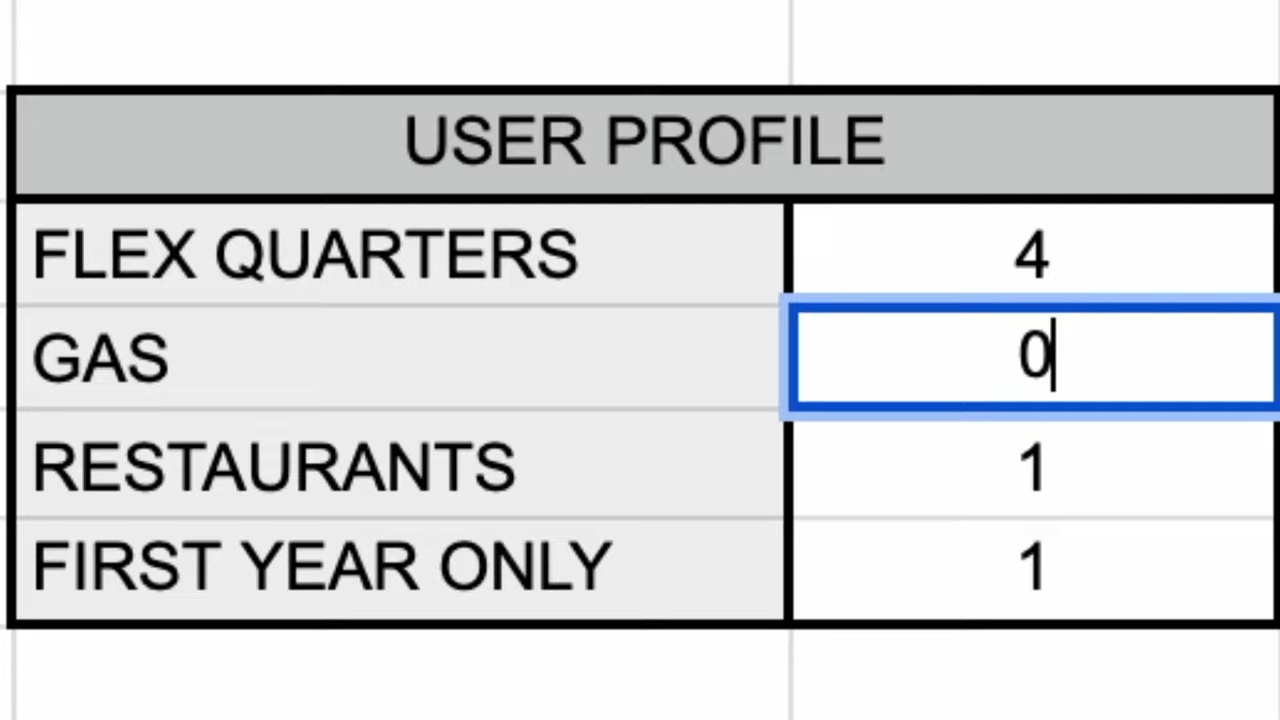 USER PROFILE
FLEX QUARTERS 4
GAS 0
RESTAURANTS 1
FIRST YEAR ONLY 1